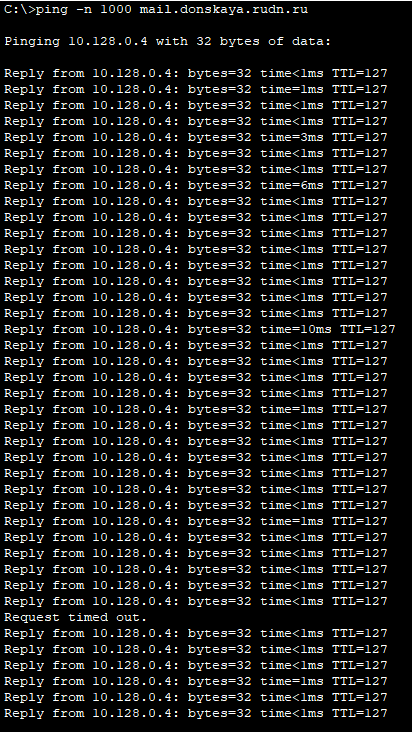 C:\>ping -n 1000 mail.donskaya.rudn.ru
Pinging 10.128.0.4 with 32 bytes of data:
Reply from 10.128.0.4: bytes=32 time<1ms TTL=127
Reply from 10.128.0.4: bytes=32 time=1ms TTL=127
Reply from 10.128.0.4: bytes=32 time<1ms TTL=127
Reply from 10.128.0.4: bytes=32 time<1ms TTL=127
Reply from 10.128.0.4: bytes=32 time=3ms TTL=127
Reply from 10.128.0.4: bytes=32 time<1ms TTL=127
Reply from 10.128.0.4: bytes=32 time<1ms TTL=127
Reply from 10.128.0.4: bytes=32 time=6ms TTL=127
Reply from 10.128.0.4: bytes=32 time<1ms TTL=127
Reply from 10.128.0.4: bytes=32 time<1ms TTL=127
Reply from 10.128.0.4: bytes=32 time<1ms TTL=127
Reply from 10.128.0.4: bytes=32 time<1ms TTL=127
Reply from 10.128.0.4: bytes=32 time<1ms TTL=127
Reply from 10.128.0.4: bytes=32 time<1ms TTL=127
Reply from 10.128.0.4: bytes=32 time<1ms TTL=127
Reply from 10.128.0.4: bytes=32 time<1ms TTL=127
Reply from 10.128.0.4: bytes=32 time=10ms TTL=127
Reply from 10.128.0.4: bytes=32 time<1ms TTL=127
Reply from 10.128.0.4: bytes=32 time<1ms TTL=127
Reply from 10.128.0.4: bytes=32 time<1ms TTL=127
Reply from 10.128.0.4: bytes=32 time<1ms TTL=127
Reply from 10.128.0.4: bytes=32 time=1ms TTL=127
Reply from 10.128.0.4: bytes=32 time<1ms TTL=127
Reply from 10.128.0.4: bytes=32 time<1ms TTL=127
Reply from 10.128.0.4: bytes=32 time<1ms TTL=127
Reply from 10.128.0.4: bytes=32 time<1ms TTL=127
Reply from 10.128.0.4: bytes=32 time<1ms TTL=127
Reply from 10.128.0.4: bytes=32 time<1ms TTL=127
Reply from 10.128.0.4: bytes=32 time=1ms TTL=127
Reply from 10.128.0.4: bytes=32 time<1ms TTL=127
Reply from 10.128.0.4: bytes=32 time<1ms TTL=127
Reply from 10.128.0.4: bytes=32 time<1ms TTL=127
Reply from 10.128.0.4: bytes=32 time<1ms TTL=127
Reply from 10.128.0.4: bytes=32 time<1ms TTL=127
Request timed out.
Reply from 10.128.0.4: bytes=32 time<1ms TTL=127
Reply from 10.128.0.4: bytes=32 time<1ms TTL=127
Reply from 10.128.0.4: bytes=32 time<1ms TTL=127
Reply from 10.128.0.4: bytes=32 time=1ms TTL=127
Reply from 10.128.0.4: bytes=32 time<1ms TTL=127
Reply from 10.128.0.4: bytes=32 time<1ms TTL=127